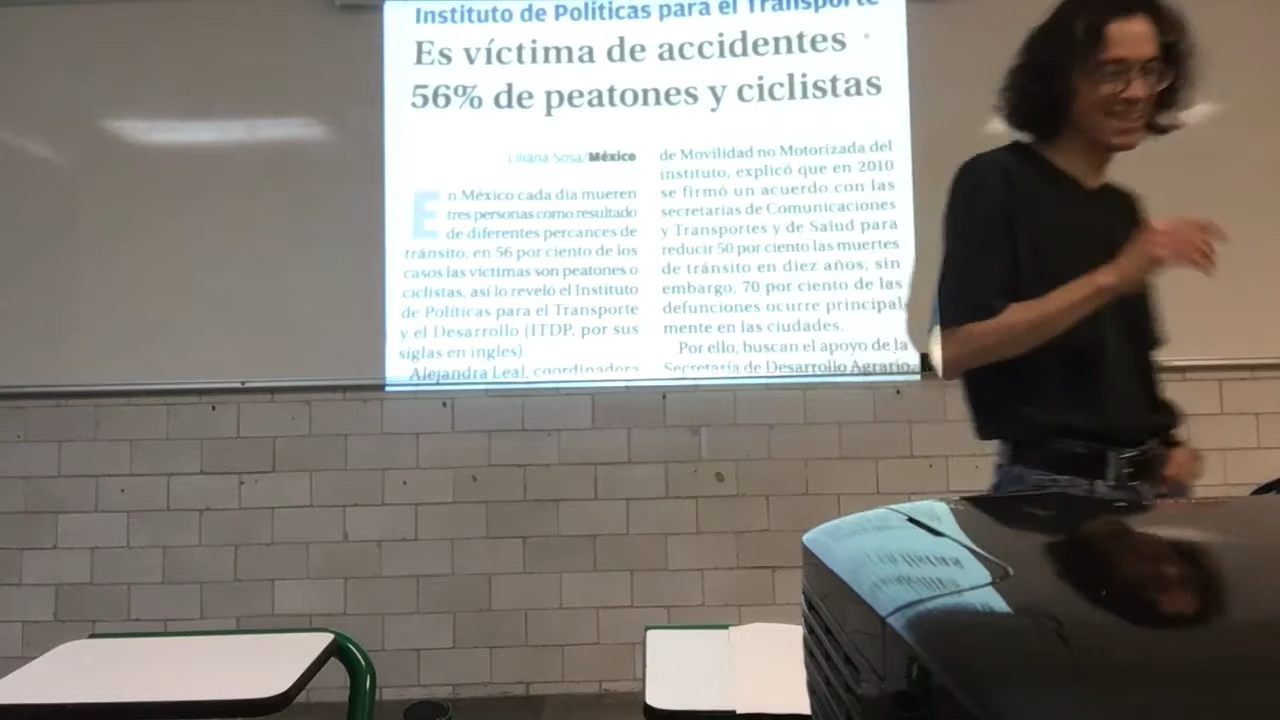 Instituto de Políticas para el Transporte
Es víctima de accidentes
56% de peatones y ciclistas
Liliana Sosa/México
En México cada día mueren
tres personas como resultado
de diferentes percances de
tránsito; en 56 por ciento de los
casos las víctimas son peatones o
ciclistas, así lo reveló el Instituto
de Políticas para el Transporte
y el Desarrollo (ITDP, por sus
siglas en ingles).
Alejandra Leal, coordinadora
de Movilidad no Motorizada del
instituto, explicó que en 2010
se firmó un acuerdo con las
secretarías de Comunicaciones
y Transportes y de Salud para
reducir 50 por ciento las muertes
de tránsito en diez años; sin
embargo, 70 por ciento de las
defunciones ocurre principal-
mente en las ciudades.
Por ello, buscan el apoyo de la
Secretaría de Desarrollo Agrario,